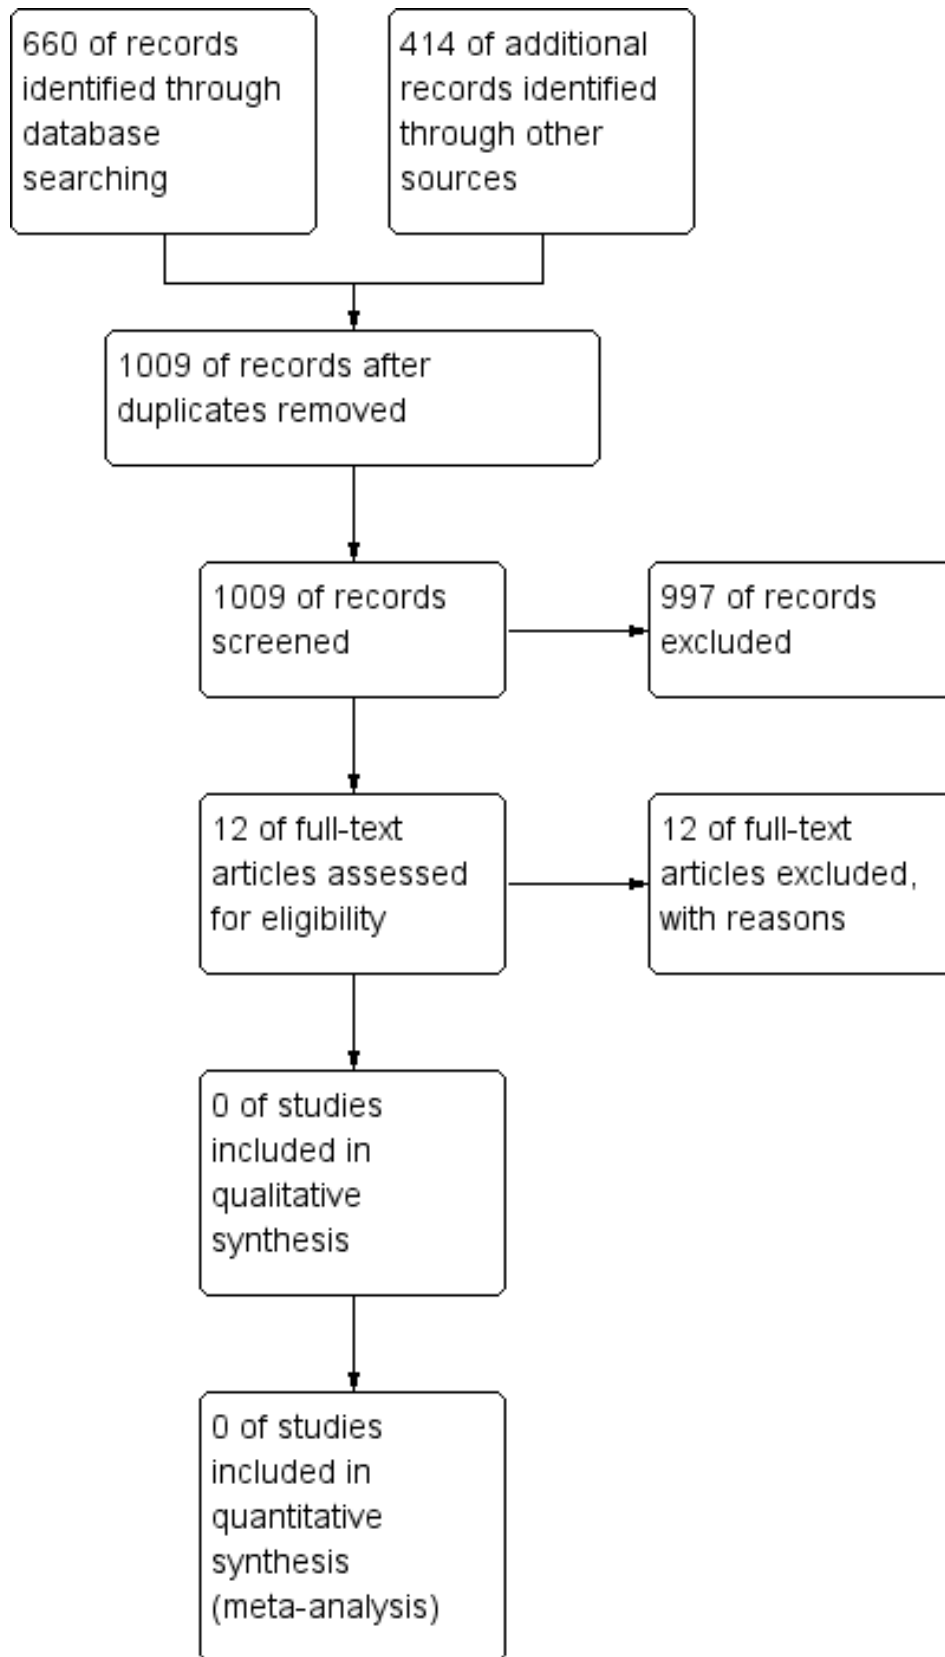 660 of records
identified through
database
searching
414 of additional
records identified
through other
sources
1009 of records after
duplicates removed
1009 of records
screened
997 of records
excluded
12 of full-text
articles assessed
for eligibility
12 of full-text
articles excluded,
with reasons
0 of studies
included in
qualitative
synthesis
0 of studies
included in
quantitative
synthesis
(meta-analysis)